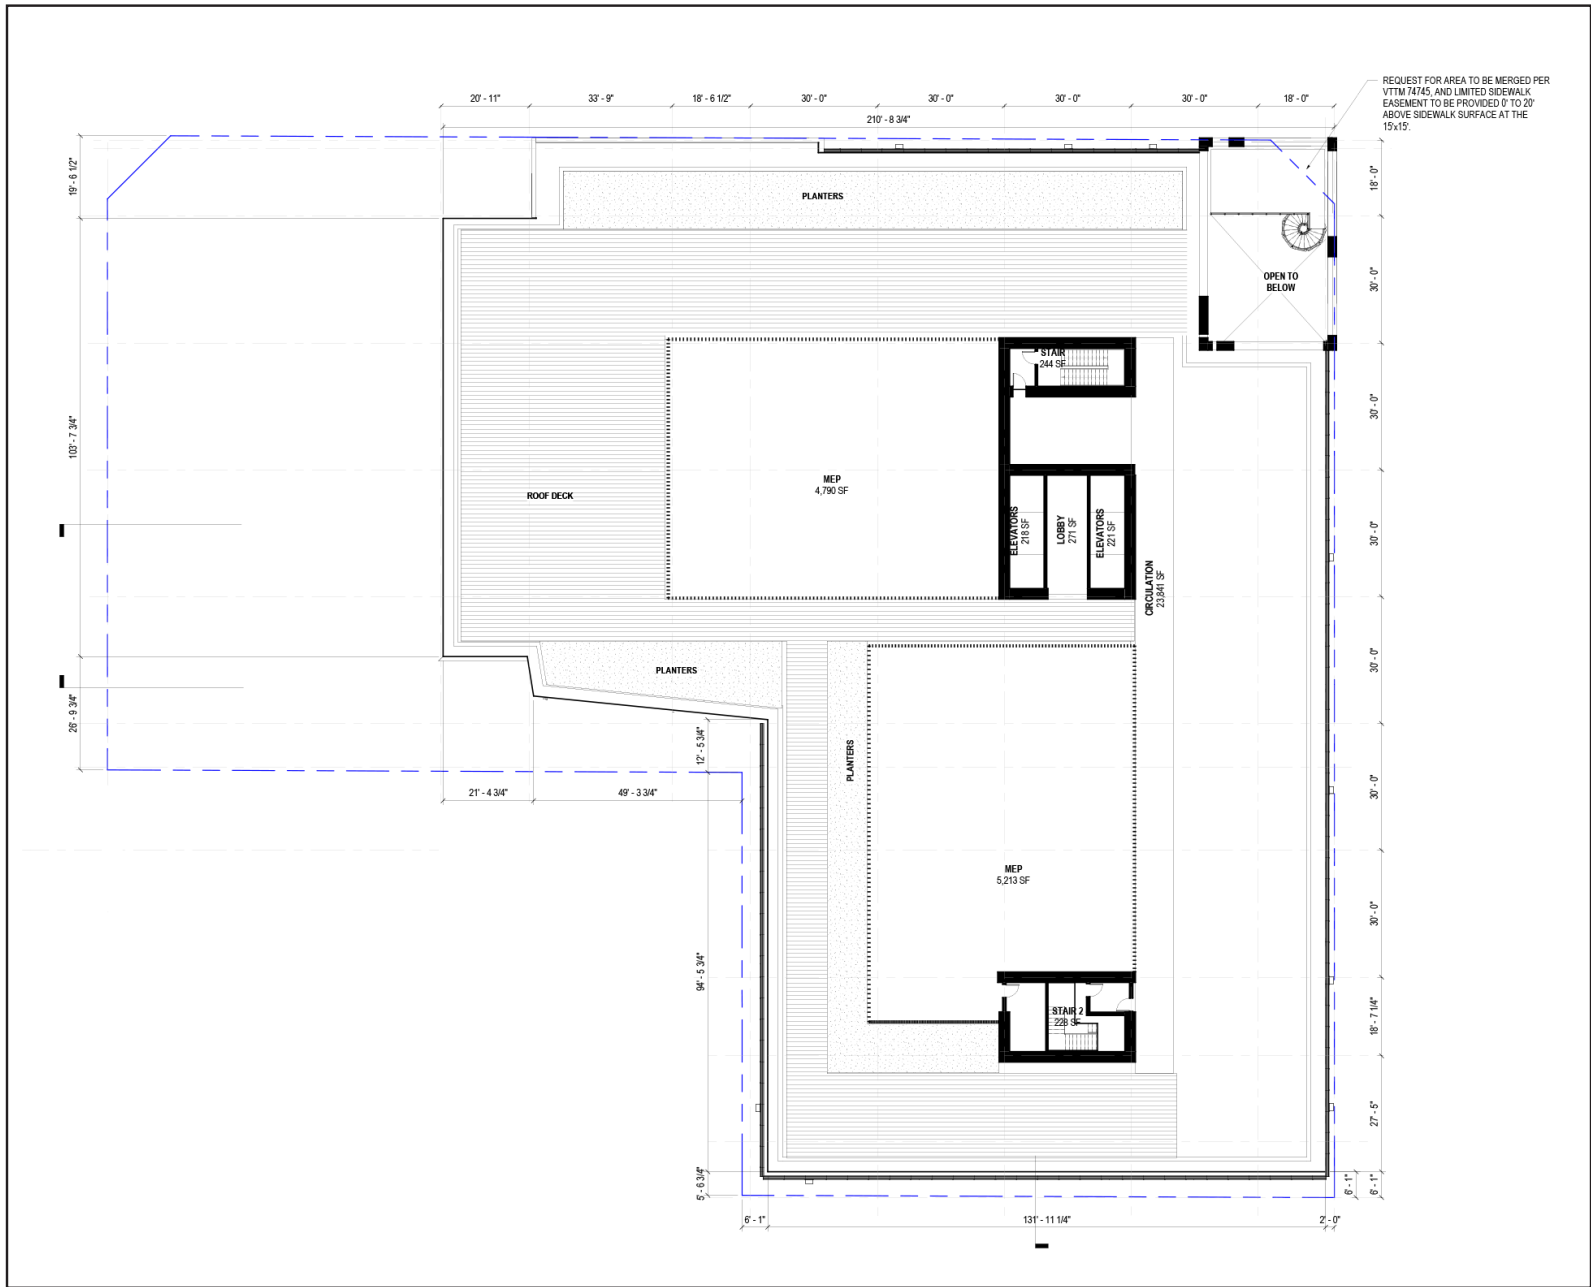 REQUEST FOR AREA TO BE MERGED PER
VTTM 74745, AND LIMITED SIDEWALK
EASEMENT TO BE PROVIDED 0' TO 20'
ABOVE SIDEWALK SURFACE AT THE
15'x15'.
20' - 11"
33' - 9"
18' - 6 1/2"
30' - 0"
30' - 0"
30' - 0"
30' - 0"
18' - 0"
210' - 8 3/4"
19' - 6 1/2"
18' - 0"
PLANTERS
OPEN TO
BELOW
30' - 0"
STAIR
244 SF
30' - 0"
103' - 7 3/4"
MEP
4,790 SF
ROOF DECK
ELEVATORS
218 SF
LOBBY
271 SF
ELEVATORS
221 SF
30' - 0"
CIRCULATION
23,841 SF
PLANTERS
30' - 0"
26' - 9 3/4"
12' - 5 3/4"
PLANTERS
30' - 0"
21' - 4 3/4"
49' - 3 3/4"
MEP
5,213 SF
30' - 0"
94' - 5 3/4"
STAIR 2
228 SF
18' - 7 1/4"
27' - 5"
5' - 6 3/4"
6' - 1"
6' - 1"
6' - 1"
131' - 11 1/4"
2' - 0"